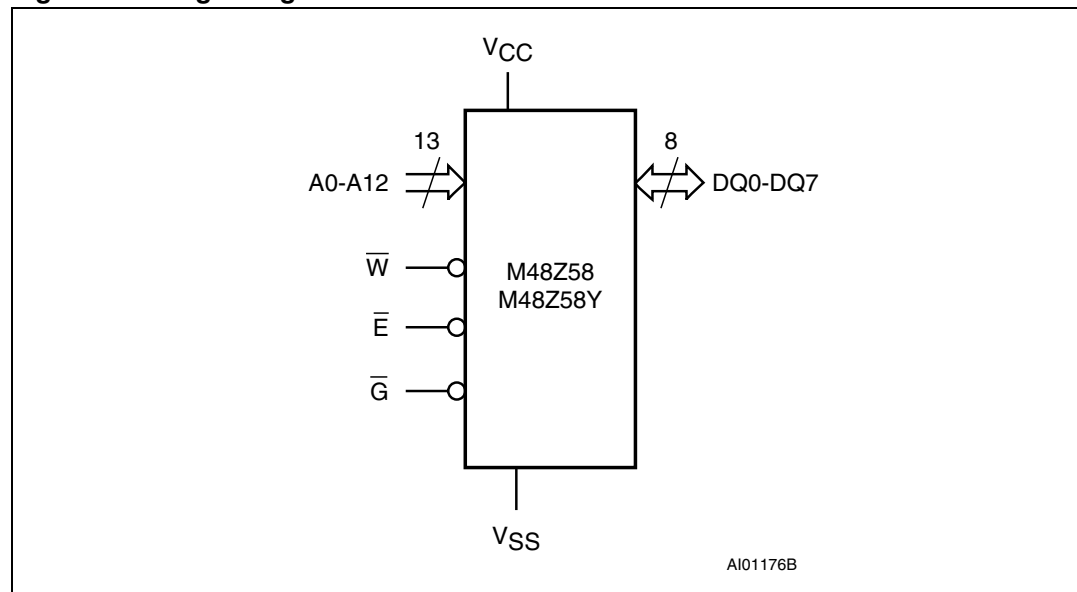 V_CC
13
8
A0-A12
DQ0-DQ7
W̅
M48Z58
M48Z58Y
E̅
G̅
V_SS
AI01176B